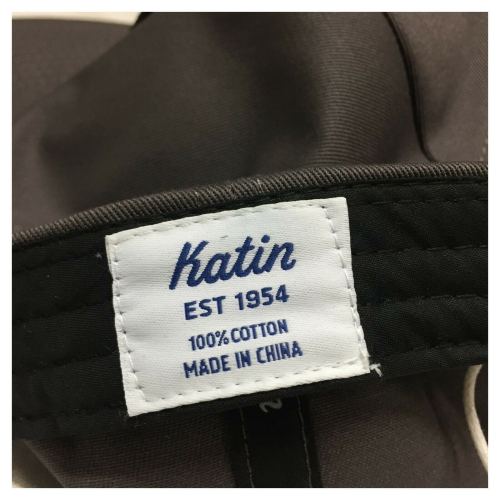 Katin
EST 1954
100% COTTON
MADE IN CHINA